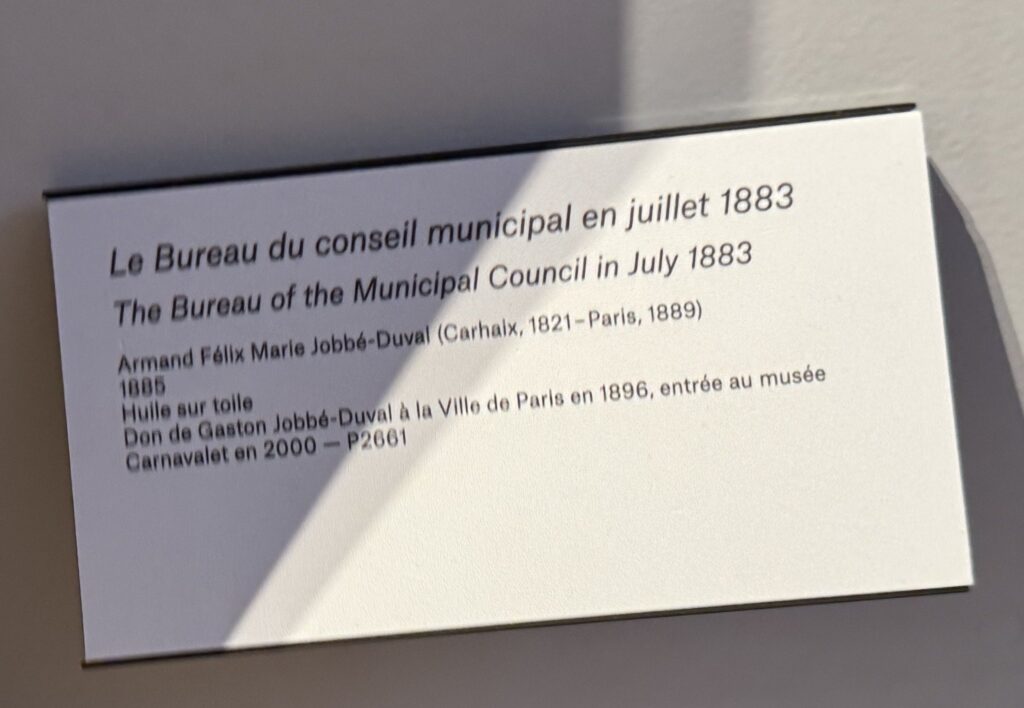 Le Bureau du conseil municipal en juillet 1883
The Bureau of the Municipal Council in July 1883
Armand Félix Marie Jobbé-Duval (Carhaix, 1821–Paris, 1889)
1885
Huile sur toile
Don de Gaston Jobbé-Duval à la Ville de Paris en 1896, entrée au musée
Carnavalet en 2000 — P2661